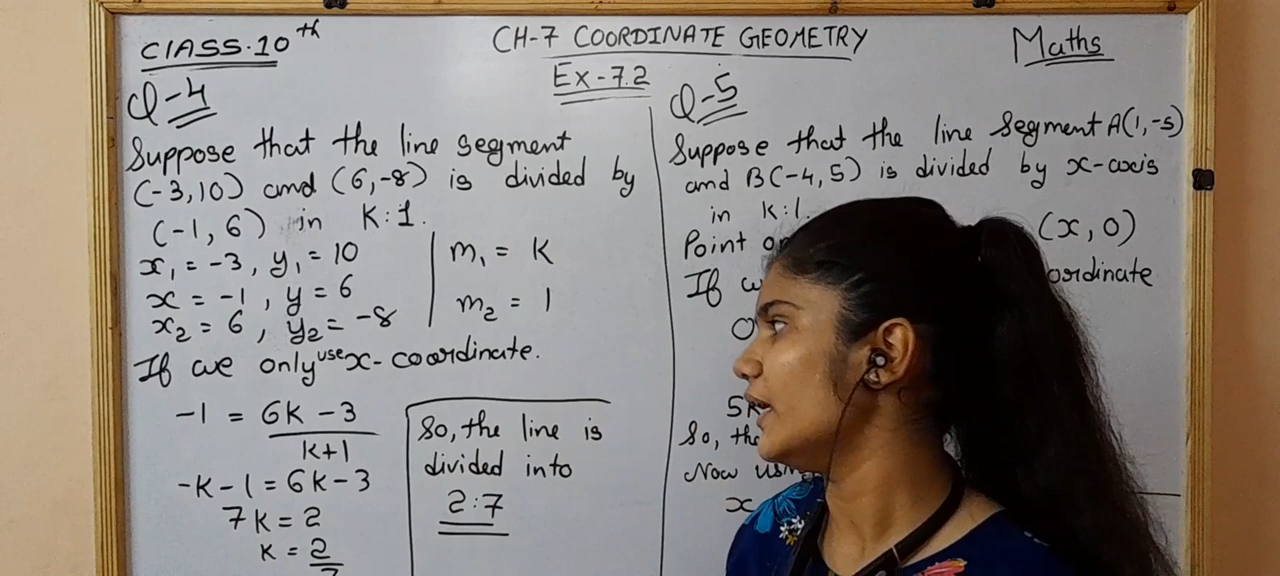 CLASS.10th
CH-7 COORDINATE GEOMETRY
Maths
Ex-7.2
Q-4
Suppose that the line segment
(-3,10) and (6,-8) is divided by
(-1,6) in K:1.
x₁ = -3, y₁ = 10
x = -1, y = 6
x₂ = 6, y₂ = -8
m₁ = K
m₂ = 1
If we only use x-coordinate.
-1 = 6K - 3
K+1
-K-1 = 6K-3
7K = 2
K = 2
7
So, the line is
divided into
2:7
Q-5
Suppose that the line segment A(1,-5)
and B(-4,5) is divided by x-axis
in K:1.
Point (x,0)
If
5K
So,
Now
x